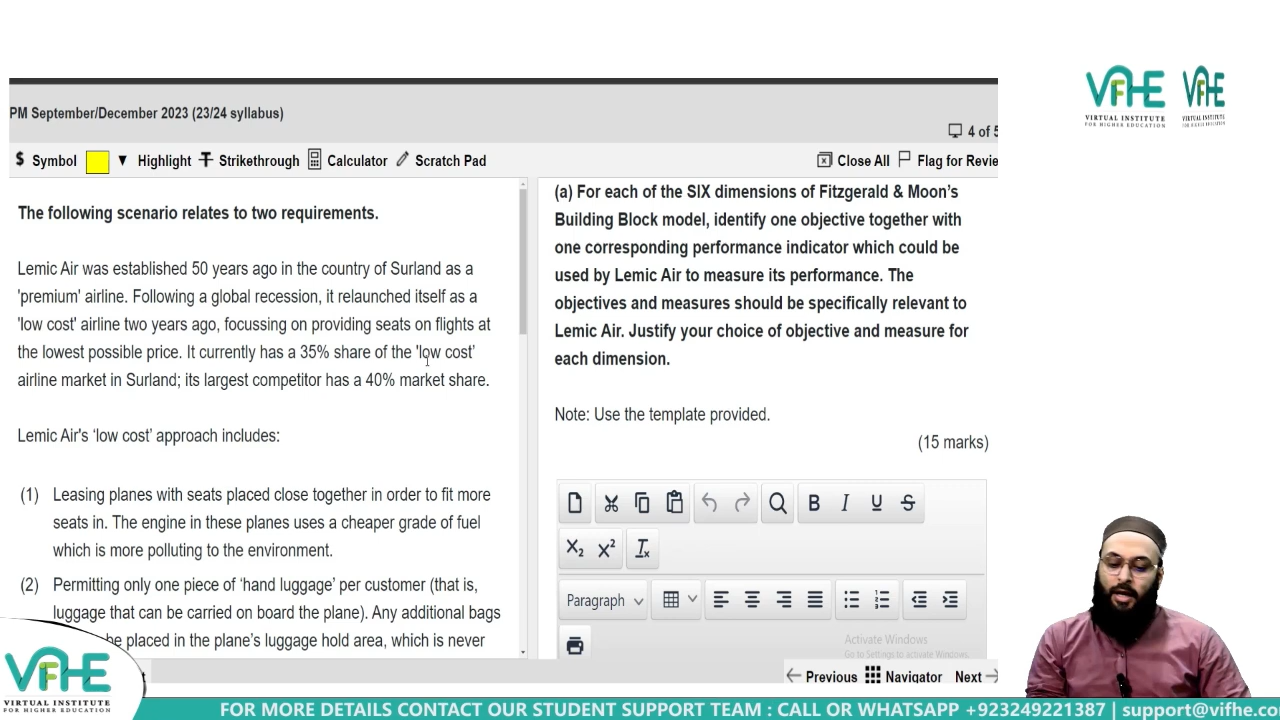 VFHE VFHE
VIRTUAL INSTITUTE VIRTUAL INSTITUTE
FOR HIGHER EDUCATION FOR HIGHER EDUCATION
PM September/December 2023 (23/24 syllabus)
4 of 5
$ Symbol Highlight Strikethrough Calculator Scratch Pad Close All Flag for Revie
The following scenario relates to two requirements.
Lemic Air was established 50 years ago in the country of Surland as a
'premium' airline. Following a global recession, it relaunched itself as a
'low cost' airline two years ago, focussing on providing seats on flights at
the lowest possible price. It currently has a 35% share of the 'low cost'
airline market in Surland; its largest competitor has a 40% market share.
Lemic Air's ‘low cost’ approach includes:
(1) Leasing planes with seats placed close together in order to fit more
seats in. The engine in these planes uses a cheaper grade of fuel
which is more polluting to the environment.
(2) Permitting only one piece of ‘hand luggage’ per customer (that is,
luggage that can be carried on board the plane). Any additional bags
be placed in the plane’s luggage hold area, which is never
(a) For each of the SIX dimensions of Fitzgerald & Moon’s
Building Block model, identify one objective together with
one corresponding performance indicator which could be
used by Lemic Air to measure its performance. The
objectives and measures should be specifically relevant to
Lemic Air. Justify your choice of objective and measure for
each dimension.
Note: Use the template provided.
(15 marks)
B I U S
X₂ X² Tx
Paragraph
Activate Windows
Go to Settings to activate Windows.
Previous Navigator Next
VFHE
VIRTUAL INSTITUTE
FOR HIGHER EDUCATION
FOR MORE DETAILS CONTACT OUR STUDENT SUPPORT TEAM : CALL OR WHATSAPP +923249221387 | support@vifhe.co